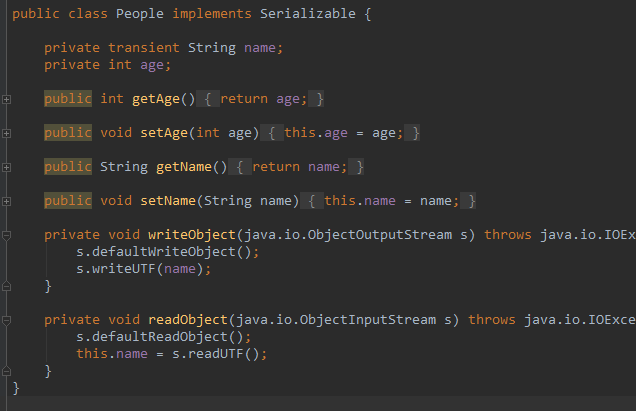 public class People implements Serializable {
private transient String name;
private int age;
public int getAge() { return age; }
public void setAge(int age) { this.age = age; }
public String getName() { return name; }
public void setName(String name) { this.name = name; }
private void writeObject(java.io.ObjectOutputStream s) throws java.io.IOEx
s.defaultWriteObject();
s.writeUTF(name);
}
private void readObject(java.io.ObjectInputStream s) throws java.io.IOExce
s.defaultReadObject();
this.name = s.readUTF();
}
}